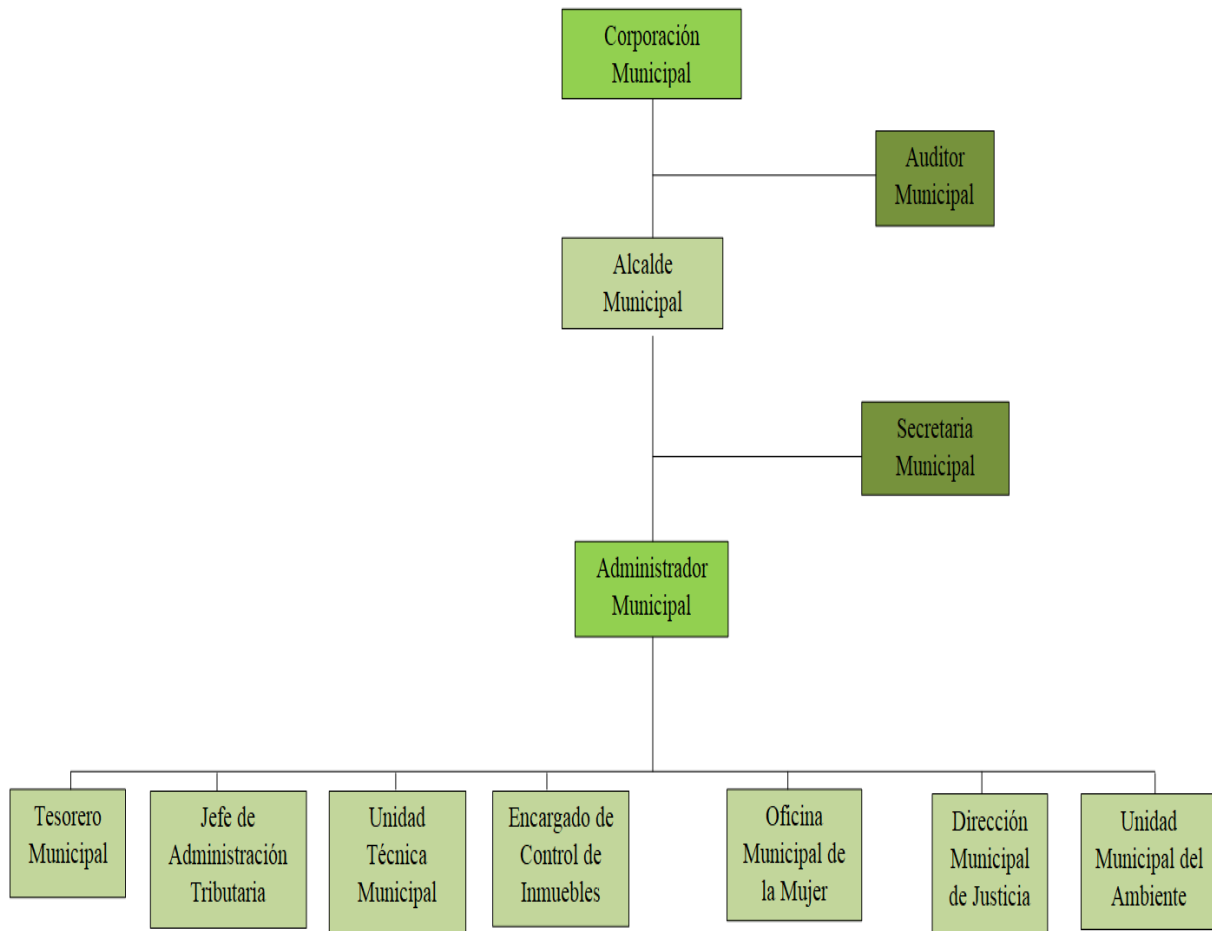 Corporación
Municipal
Auditor
Municipal
Alcalde
Municipal
Secretaria
Municipal
Administrador
Municipal
Tesorero
Municipal
Jefe de
Administración
Tributaria
Unidad
Técnica
Municipal
Encargado de
Control de
Inmuebles
Oficina
Municipal de
la Mujer
Dirección
Municipal
de Justicia
Unidad
Municipal del
Ambiente